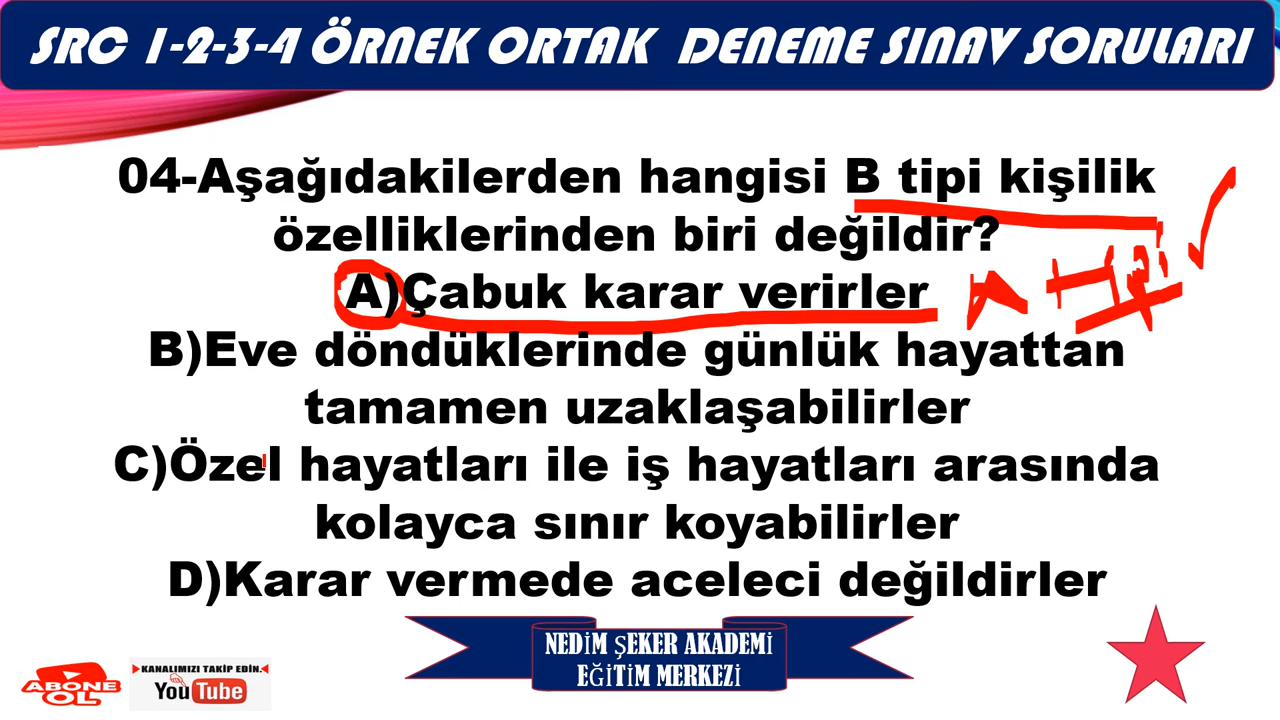 SRC 1-2-3-4 ÖRNEK ORTAK DENEME SINAV SORULARI
04-Aşağıdakilerden hangisi B tipi kişilik
özelliklerinden biri değildir?
A)Çabuk karar verirler
A tipi
B)Eve döndüklerinde günlük hayattan
tamamen uzaklaşabilirler
C)Özel hayatları ile iş hayatları arasında
kolayca sınır koyabilirler
D)Karar vermede aceleci değildirler
NEDİM ŞEKER AKADEMİ
EĞİTİM MERKEZİ
ABONE
OL
KANALIMIZI TAKİP EDİN.
YouTube